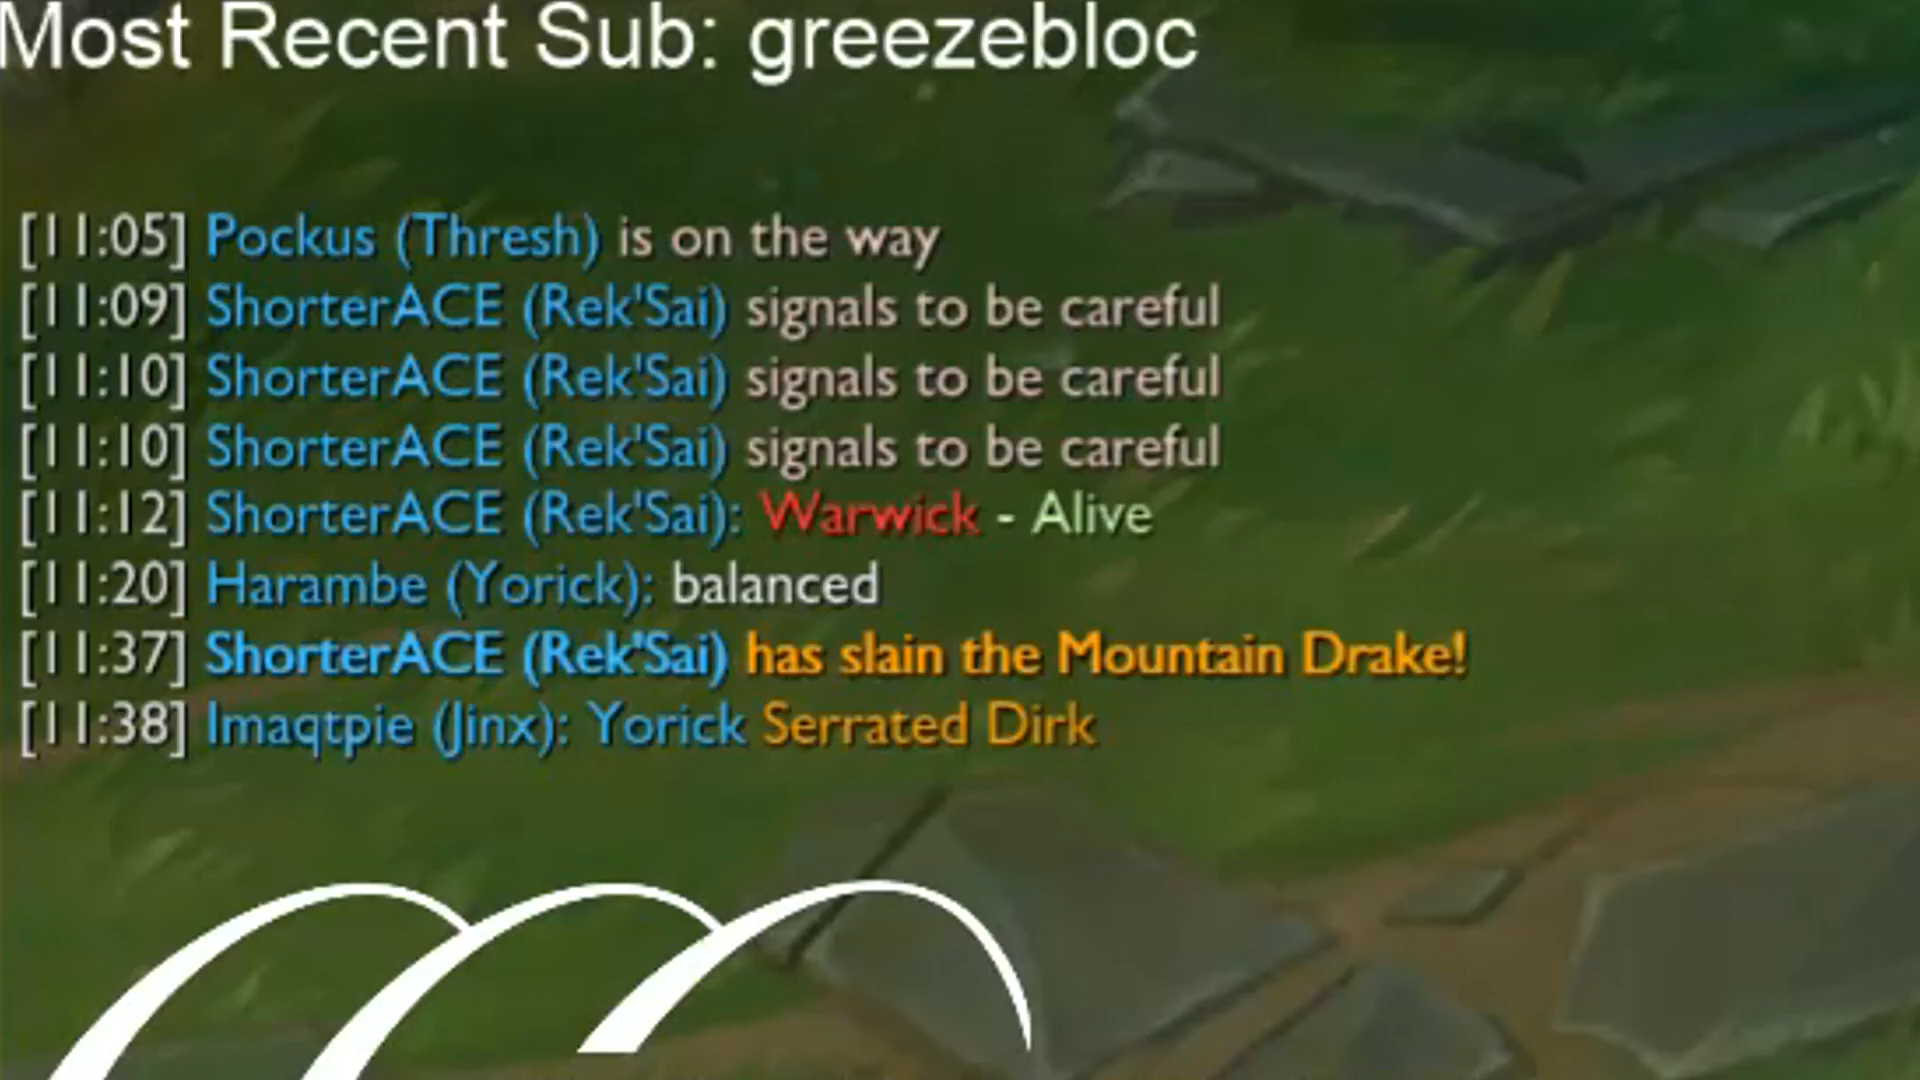 Most Recent Sub: greezebloc
[11:05] Pockus (Thresh) is on the way
[11:09] ShorterACE (Rek'Sai) signals to be careful
[11:10] ShorterACE (Rek'Sai) signals to be careful
[11:10] ShorterACE (Rek'Sai) signals to be careful
[11:12] ShorterACE (Rek'Sai): Warwick - Alive
[11:20] Harambe (Yorick): balanced
[11:37] ShorterACE (Rek'Sai) has slain the Mountain Drake!
[11:38] Imaqtpie (Jinx): Yorick Serrated Dirk